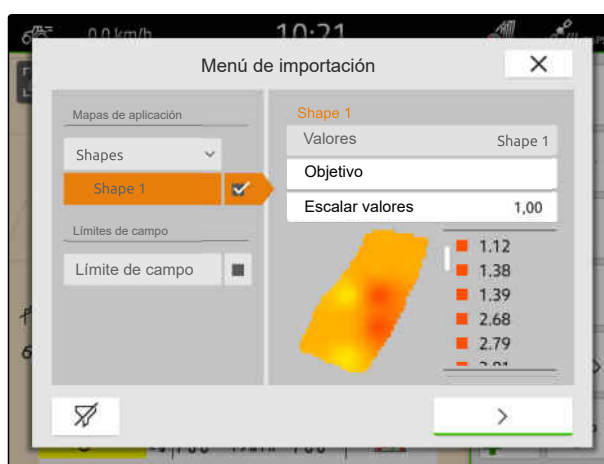 0.0 km/h
10:21
Menú de importación
Mapas de aplicación
Shapes
Shape 1
Límites de campo
Límite de campo
Shape 1
Valores Shape 1
Objetivo
Escalar valores 1,00
1.12
1.38
1.39
2.68
2.79